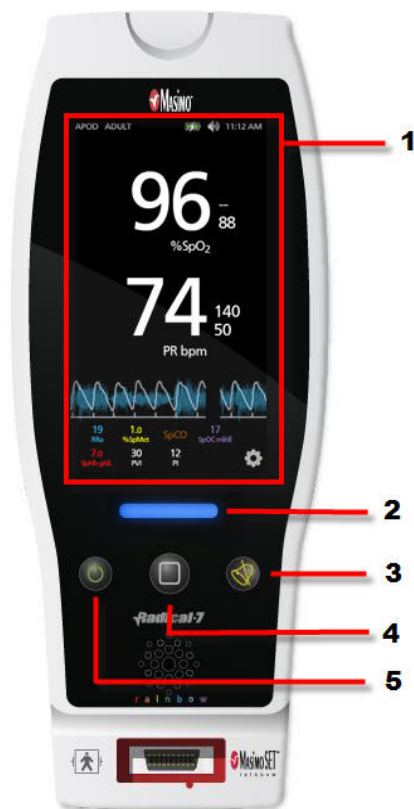 Masimo
APOD ADULT 11:12 AM
1
96 --
88
%SpO2
74 140
50
PR bpm
19 1.0 SpCO 17
RRa %SpMet SpOC ml/dl
7.0 30 12
SpHb g/dL PVI PI
2
3
4
5
Radical·7
rainbow
Masimo SET
rainbow